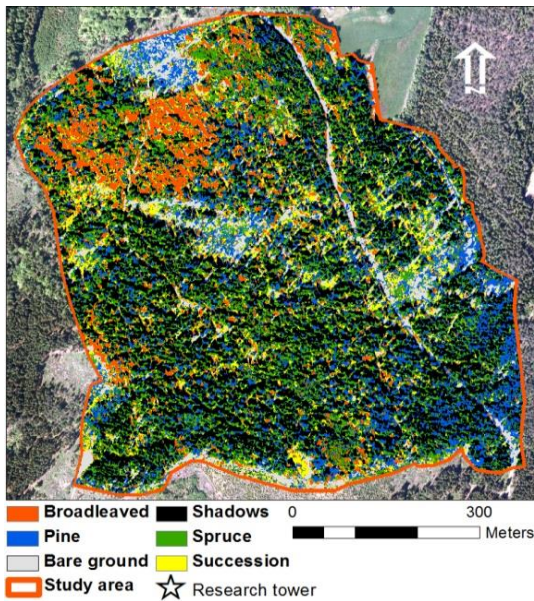 Broadleaved Shadows 0 300
Pine Spruce Meters
Bare ground Succession
Study area Research tower